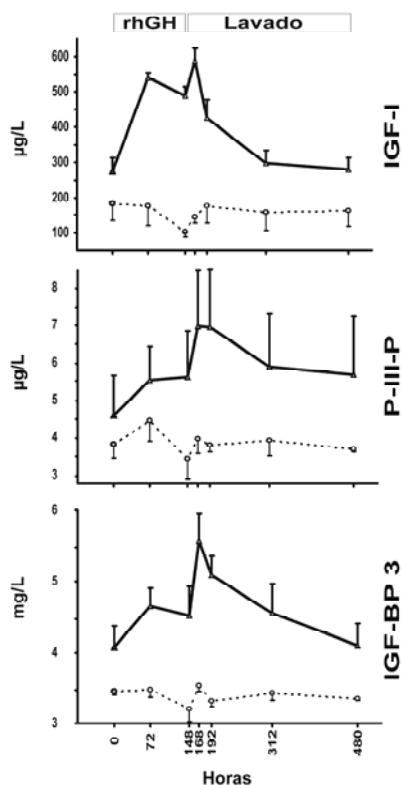 rhGH Lavado
600
500
400
300
200
100
µg/L
IGF-I
8
7
6
5
4
3
µg/L
P-III-P
6
5
4
3
mg/L
IGF-BP 3
0 72 148 168 192 312 480
Horas